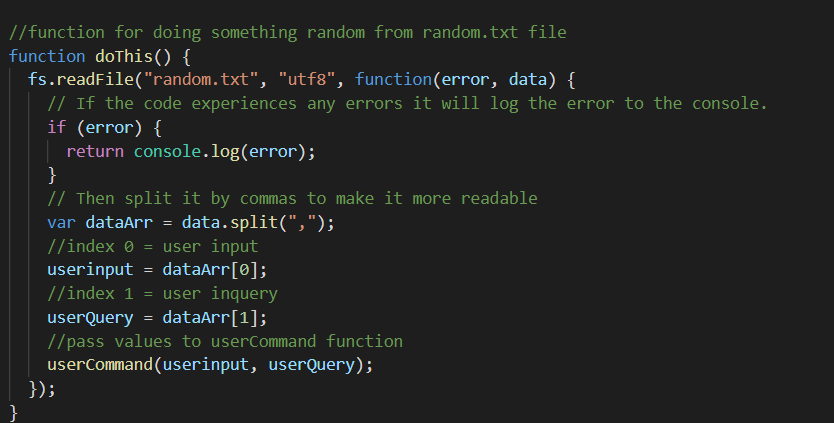 //function for doing something random from random.txt file
function doThis() {
  fs.readFile("random.txt", "utf8", function(error, data) {
    // If the code experiences any errors it will log the error to the console.
    if (error) {
      return console.log(error);
    }
    // Then split it by commas to make it more readable
    var dataArr = data.split(",");
    //index 0 = user input
    userinput = dataArr[0];
    //index 1 = user inquery
    userQuery = dataArr[1];
    //pass values to userCommand function
    userCommand(userinput, userQuery);
  });
}